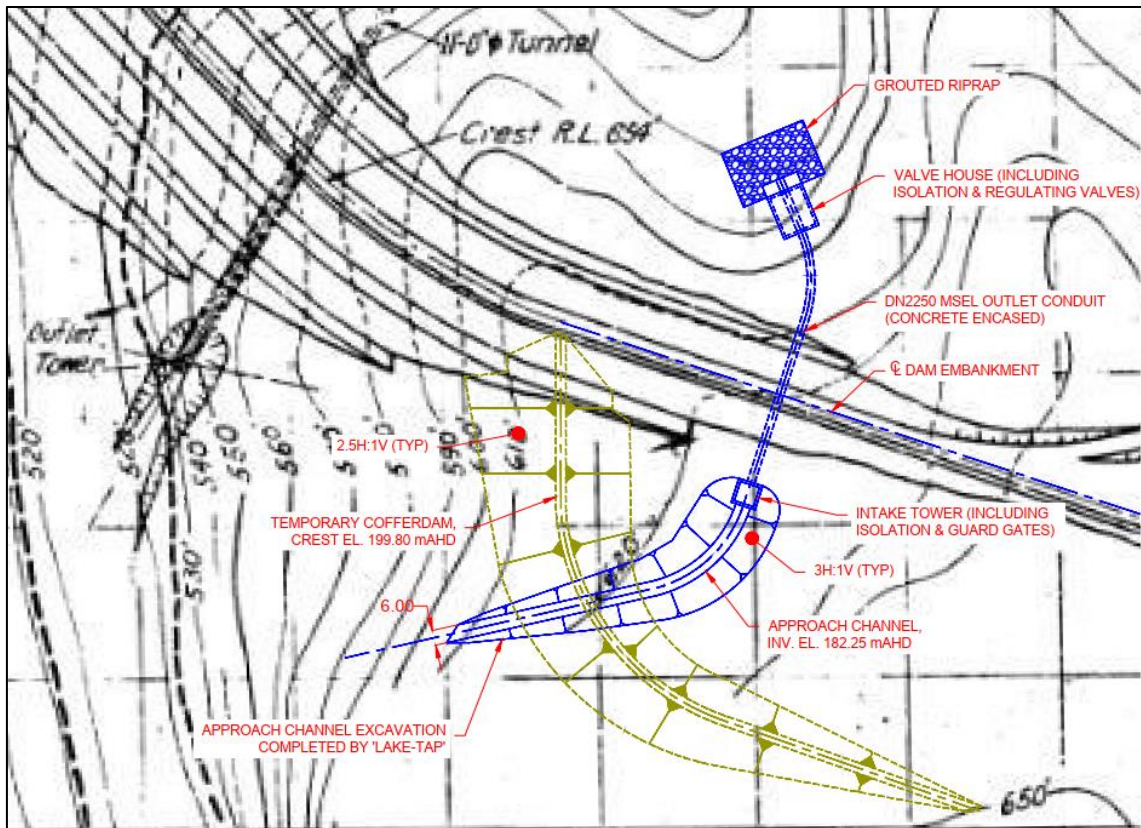 11'-0"ϕ Tunnel
GROUTED RIPRAP
Crest R.L. 654'
VALVE HOUSE (INCLUDING
ISOLATION & REGULATING VALVES)
DN2250 MSEL OUTLET CONDUIT
(CONCRETE ENCASED)
Outlet
Tower
℄ DAM EMBANKMENT
2.5H:1V (TYP)
520'
540'
550'
560'
590'
TEMPORARY COFFERDAM,
CREST EL. 199.80 mAHD
INTAKE TOWER (INCLUDING
ISOLATION & GUARD GATES)
530'
3H:1V (TYP)
6.00
APPROACH CHANNEL,
INV. EL. 182.25 mAHD
APPROACH CHANNEL EXCAVATION
COMPLETED BY 'LAKE-TAP'
650'